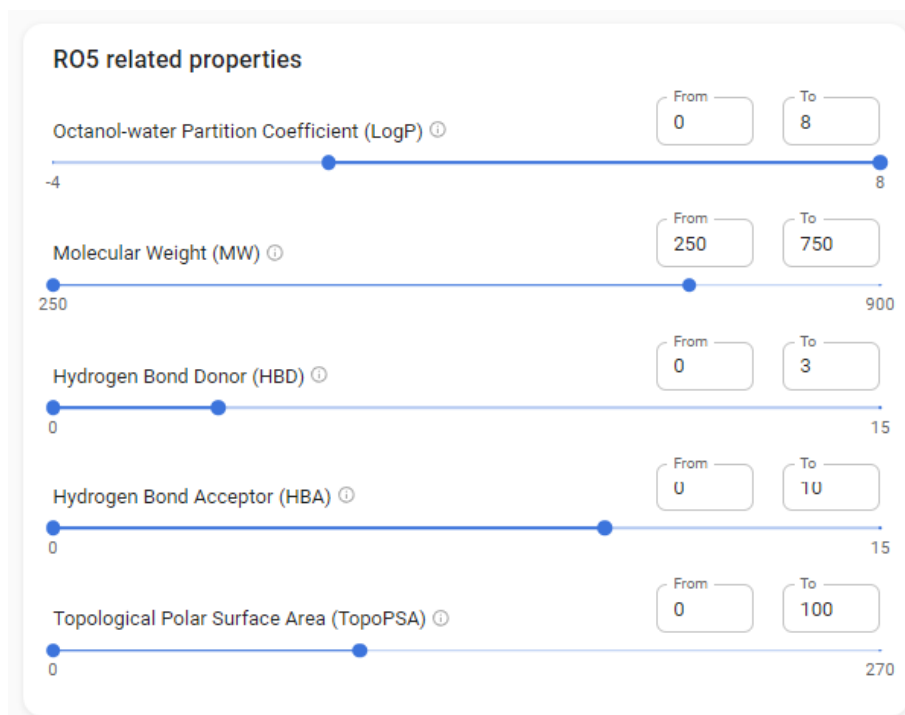 RO5 related properties
From To
Octanol-water Partition Coefficient (LogP) 0 8
-4 8
From To
Molecular Weight (MW) 250 750
250 900
From To
Hydrogen Bond Donor (HBD) 0 3
0 15
From To
Hydrogen Bond Acceptor (HBA) 0 10
0 15
From To
Topological Polar Surface Area (TopoPSA) 0 100
0 270